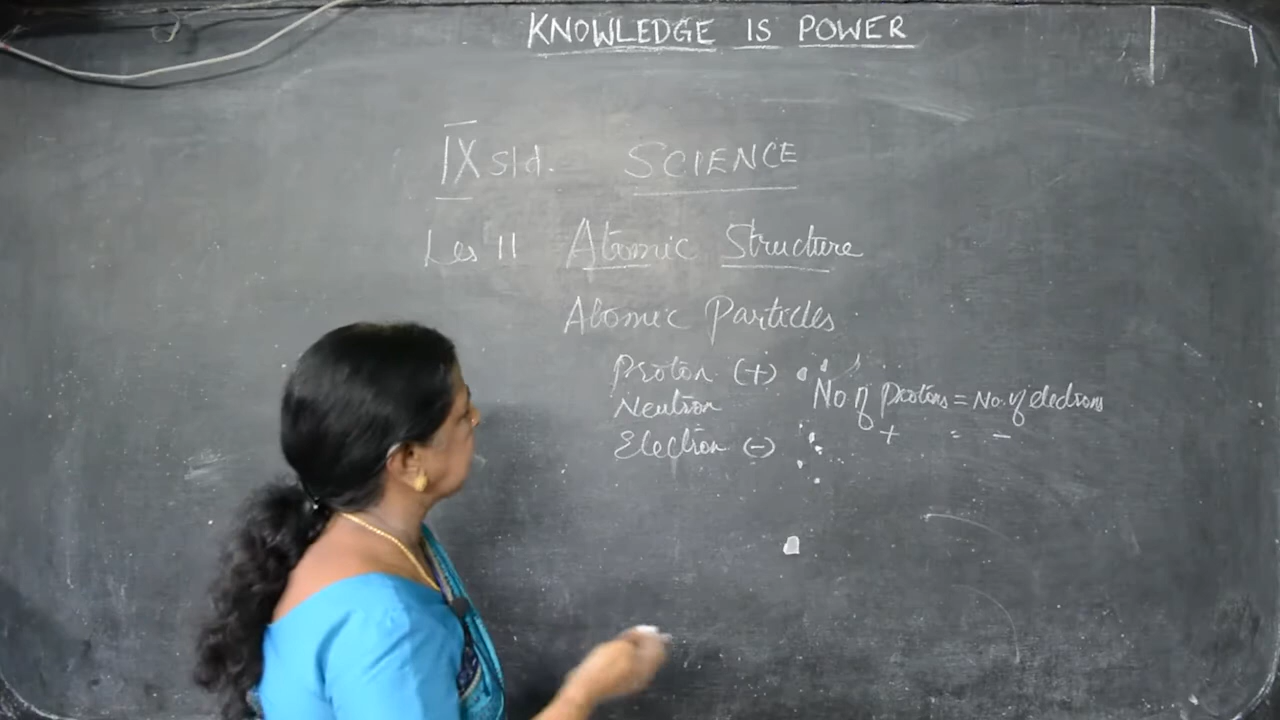 KNOWLEDGE IS POWER
IX std. SCIENCE
Les 11 Atomic Structure
Atomic Particles
Proton (+)
Neutron
Electron (-)
No of protons = No. of electrons
+ = -